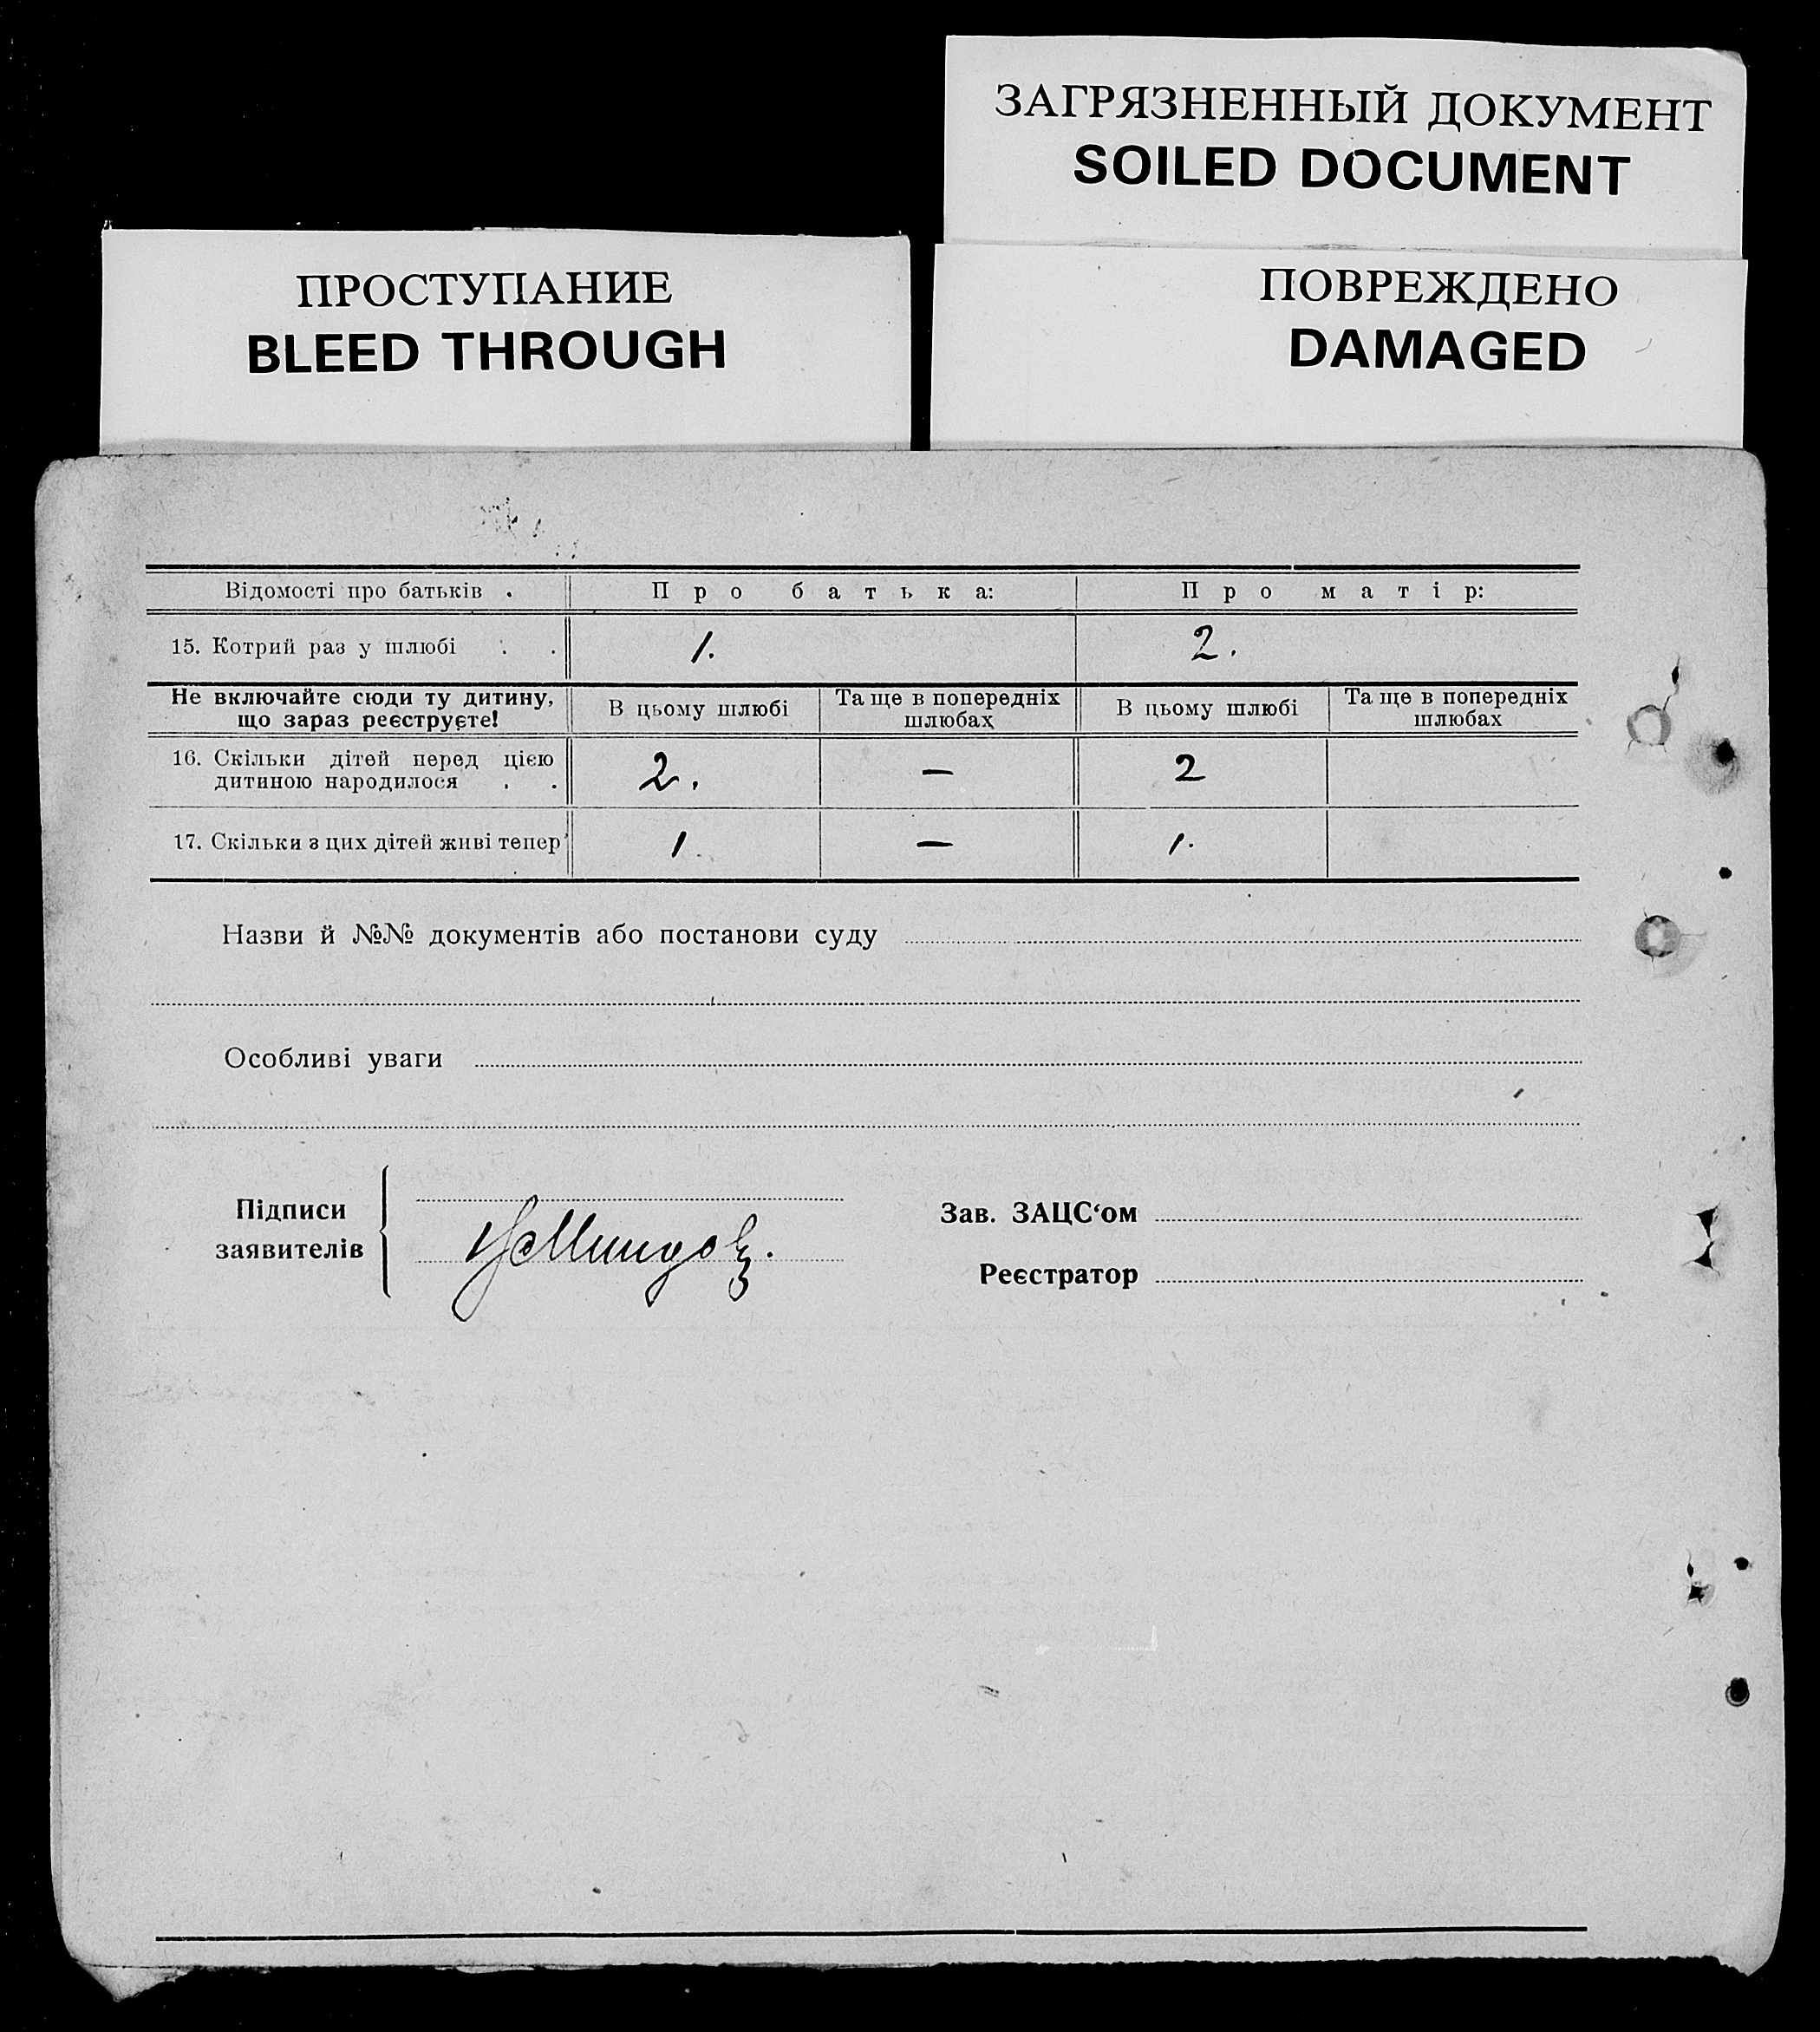 ЗАГРЯЗНЕННЫЙ ДОКУМЕНТ
SOILED DOCUMENT
ПРОСТУПАНИЕ
BLEED THROUGH
ПОВРЕЖДЕНО
DAMAGED
Відомості про батьків . Про батька: Про матір:
15. Котрий раз у шлюбі . . 1. 2.
Не включайте сюди ту дитину, що зараз реєструєте! В цьому шлюбі Та ще в попередніх шлюбах В цьому шлюбі Та ще в попередніх шлюбах
16. Скільки дітей перед цією
дитиною народилося . . 2. — 2
17. Скільки з цих дітей живі тепер 1. — 1.
Назви й №№ документів або постанови суду
Особливі уваги
Підписи
заявителів
Зав. ЗАЦС‘ом
Реєстратор